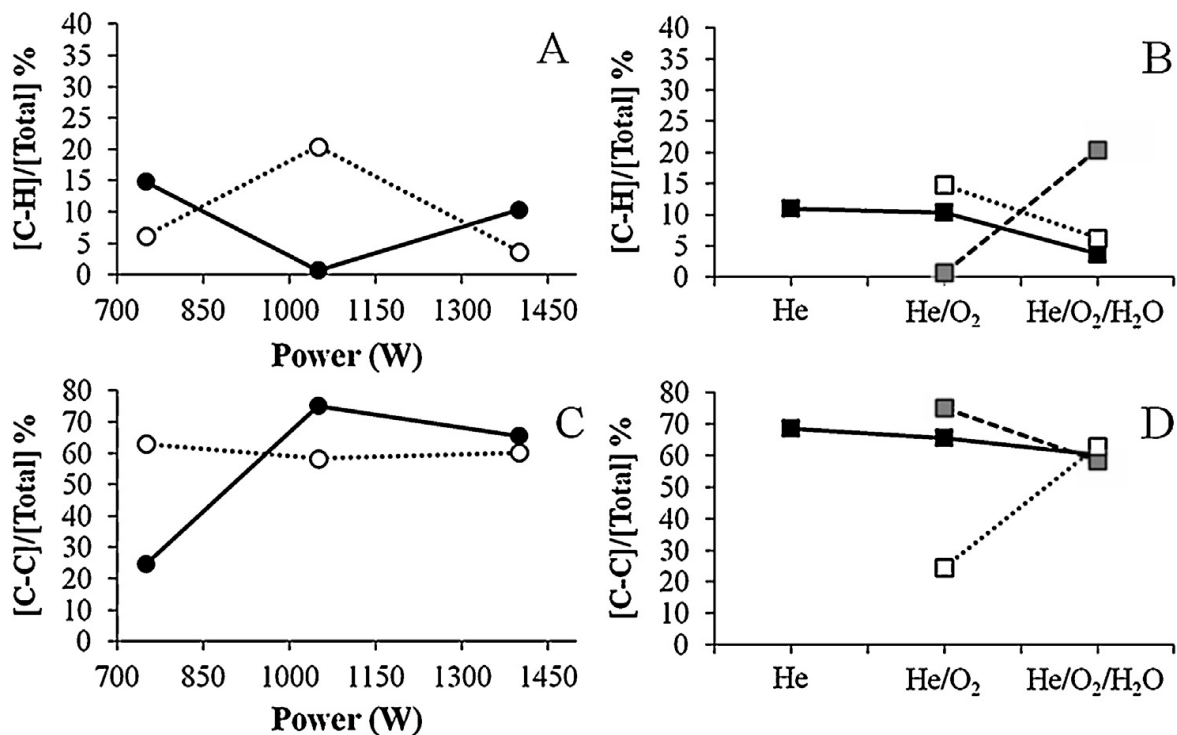 A
[C-H]/[Total] %
40
35
30
25
20
15
10
5
0
700 850 1000 1150 1300 1450
Power (W)
B
[C-H]/[Total] %
40
35
30
25
20
15
10
5
0
He He/O₂ He/O₂/H₂O
C
[C-C]/[Total] %
80
70
60
50
40
30
20
10
0
700 850 1000 1150 1300 1450
Power (W)
D
[C-C]/[Total] %
80
70
60
50
40
30
20
10
0
He He/O₂ He/O₂/H₂O